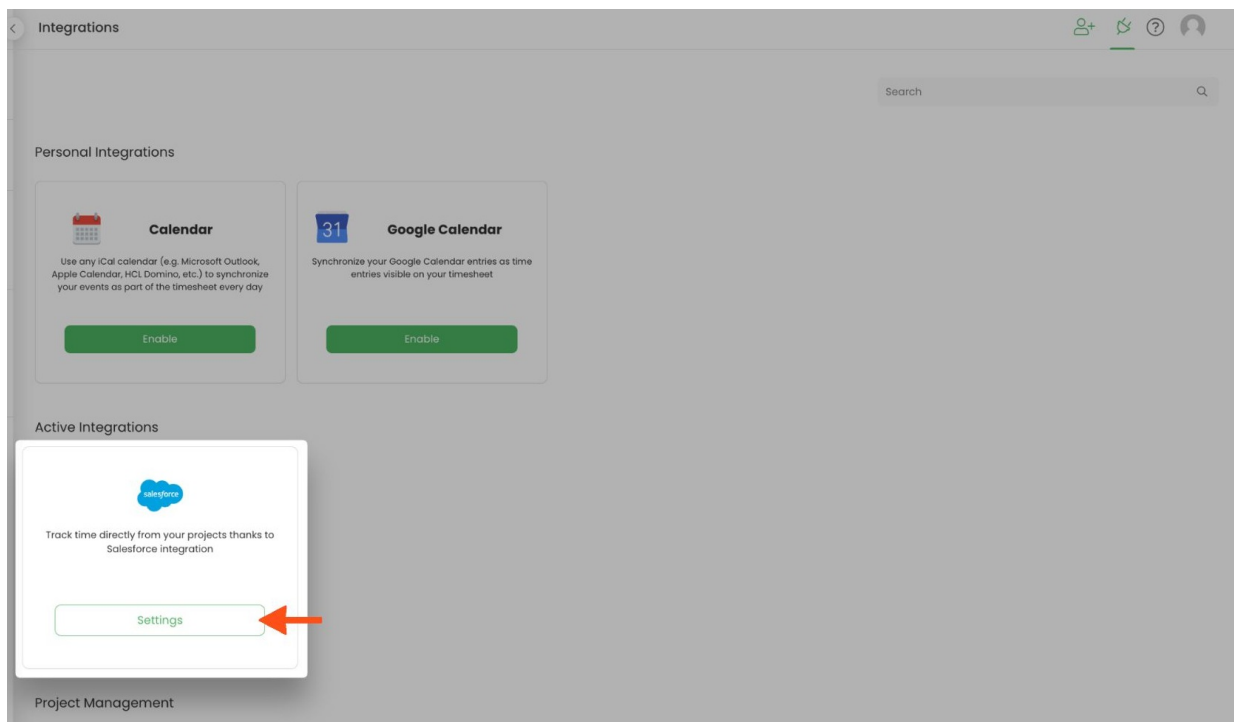 Integrations
Search
Personal Integrations
Calendar
Use any iCal calendar (e.g. Microsoft Outlook,
Apple Calendar, HCL Domino, etc.) to synchronize
your events as part of the timesheet every day
Enable
31
Google Calendar
Synchronize your Google Calendar entries as time
entries visible on your timesheet
Enable
Active Integrations
salesforce
Track time directly from your projects thanks to
Salesforce integration
Settings
Project Management